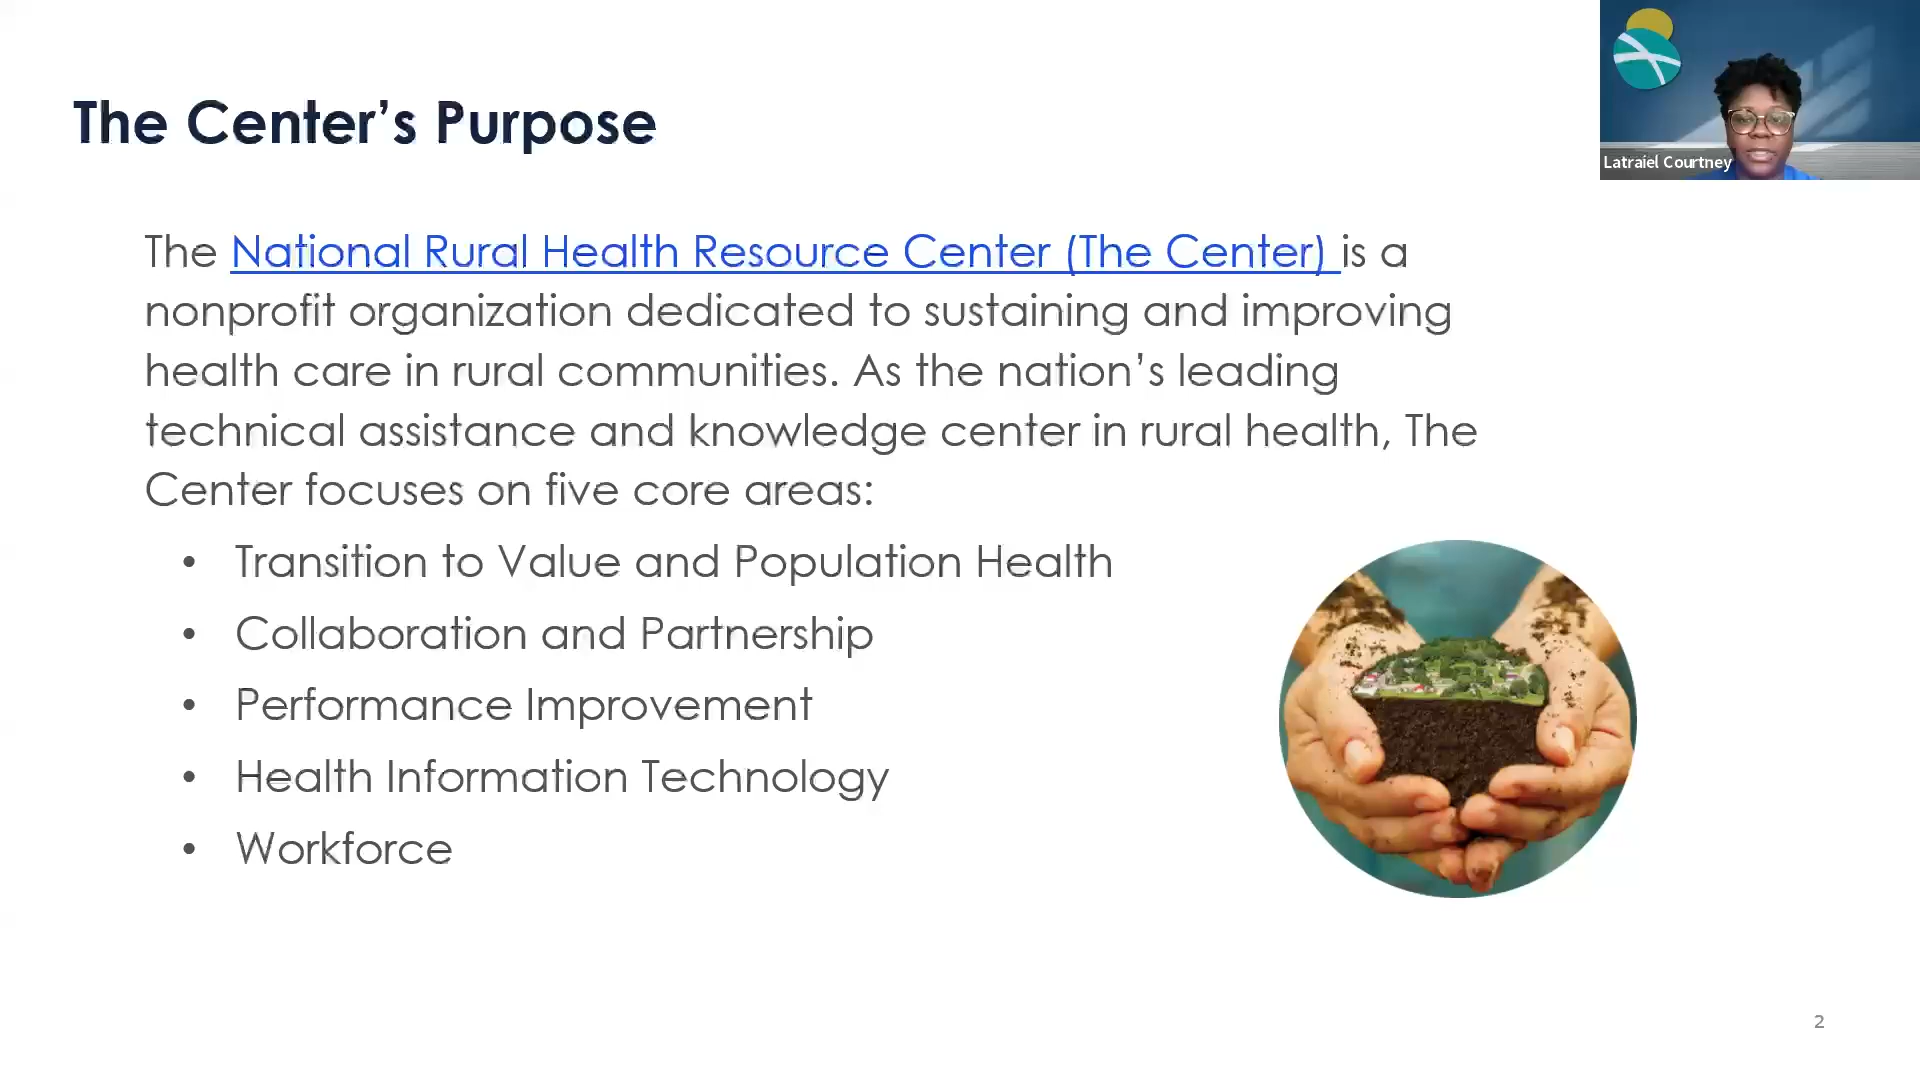 The Center’s Purpose
Latraiel Courtney
The National Rural Health Resource Center (The Center) is a
nonprofit organization dedicated to sustaining and improving
health care in rural communities. As the nation’s leading
technical assistance and knowledge center in rural health, The
Center focuses on five core areas:
• Transition to Value and Population Health
• Collaboration and Partnership
• Performance Improvement
• Health Information Technology
• Workforce
2